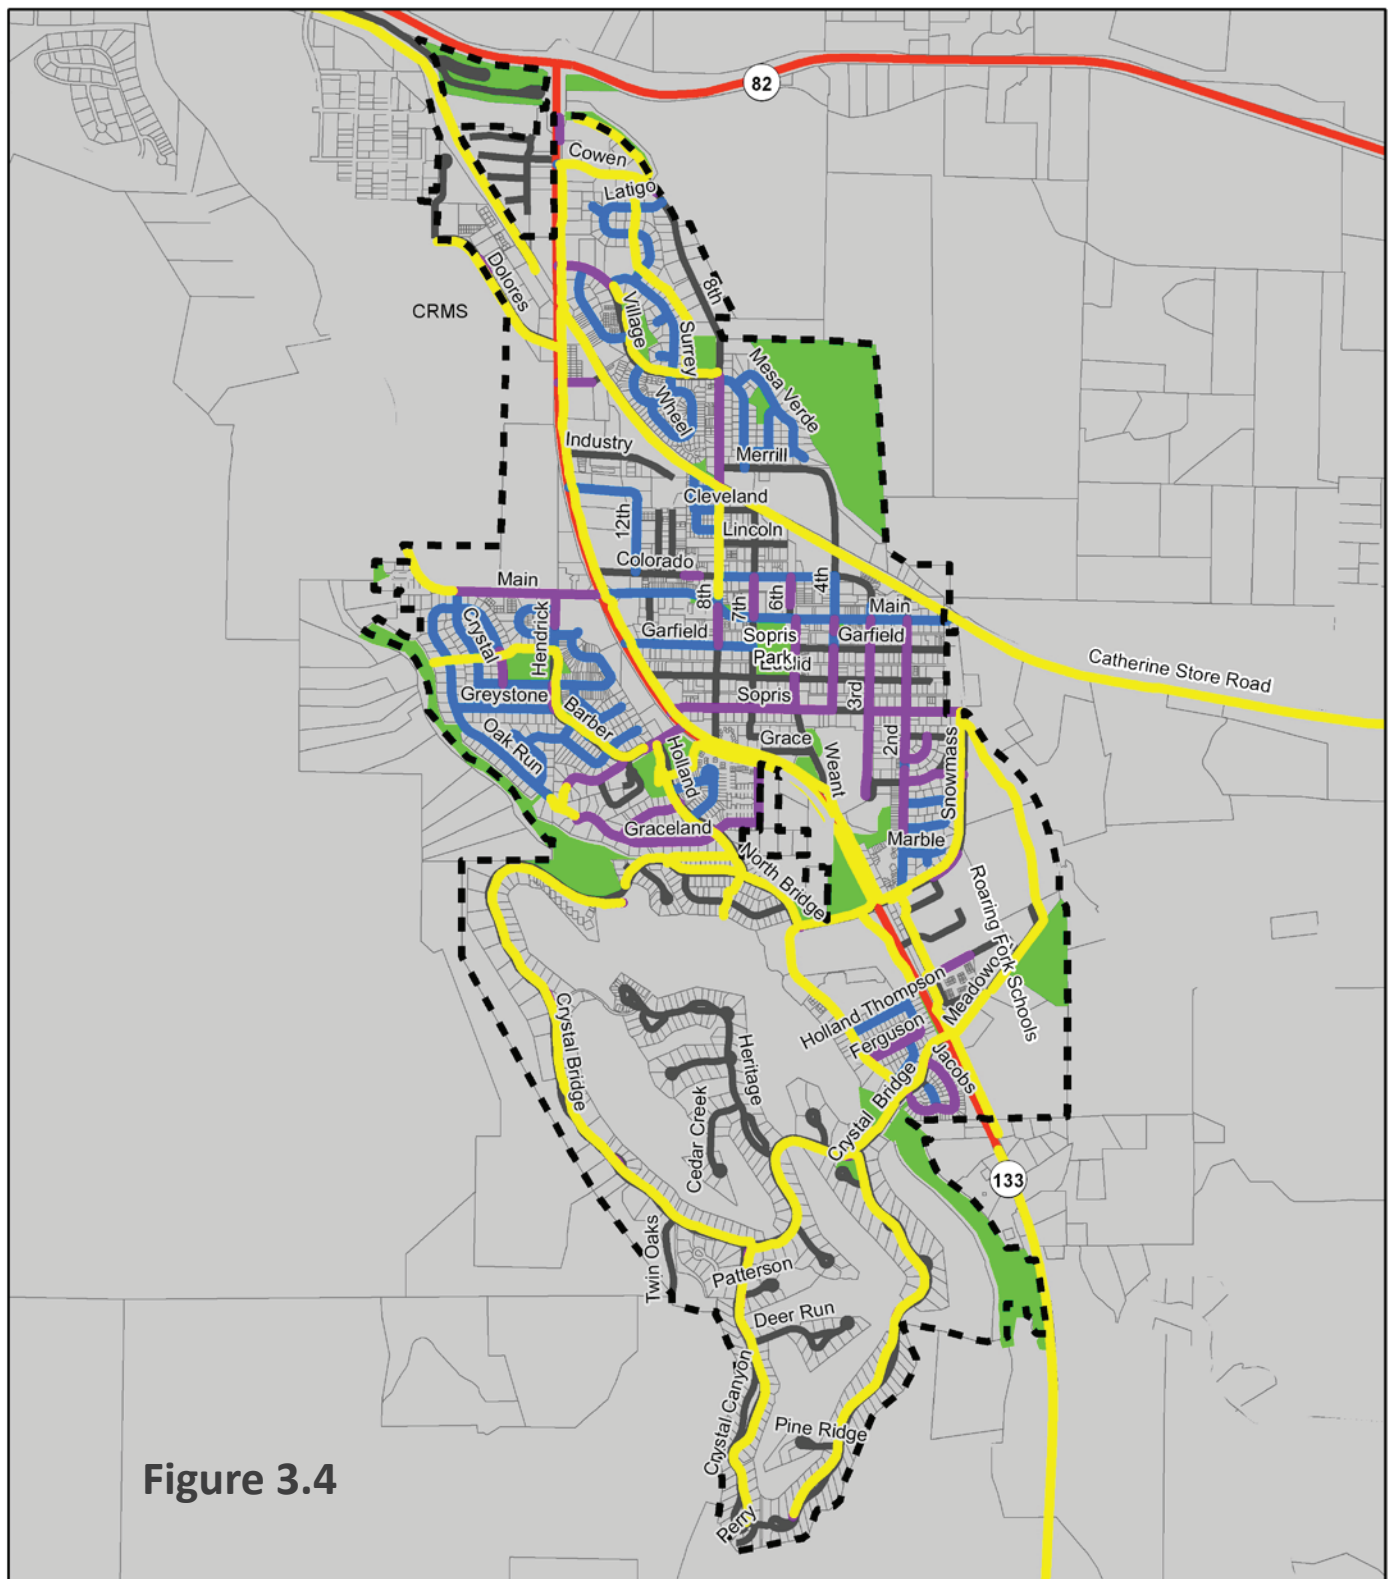 82
Cowen
Latigo
8th
Dolores
CRMS
Village
Surrey
Mesa Verde
Wheel
Industry
Merrill
Cleveland
12th
Lincoln
Colorado
Main
8th
7th
6th
4th
Main
Crystal
Hendrick
Garfield
Sopris
Park
Garfield
Euclid
Catherine Store Road
Greystone
Sopris
3rd
Barber
Oak Run
Holland
Grace
Weant
2nd
Snowmass
Graceland
Marble
North Bridge
Roaring Fork Schools
Meadowood
Holland Thompson
Ferguson
Jacobs
Crystal Bridge
Heritage
Cedar Creek
Crystal Bridge
133
Twin Oaks
Patterson
Deer Run
Crystal Canyon
Pine Ridge
Perry
Figure 3.4